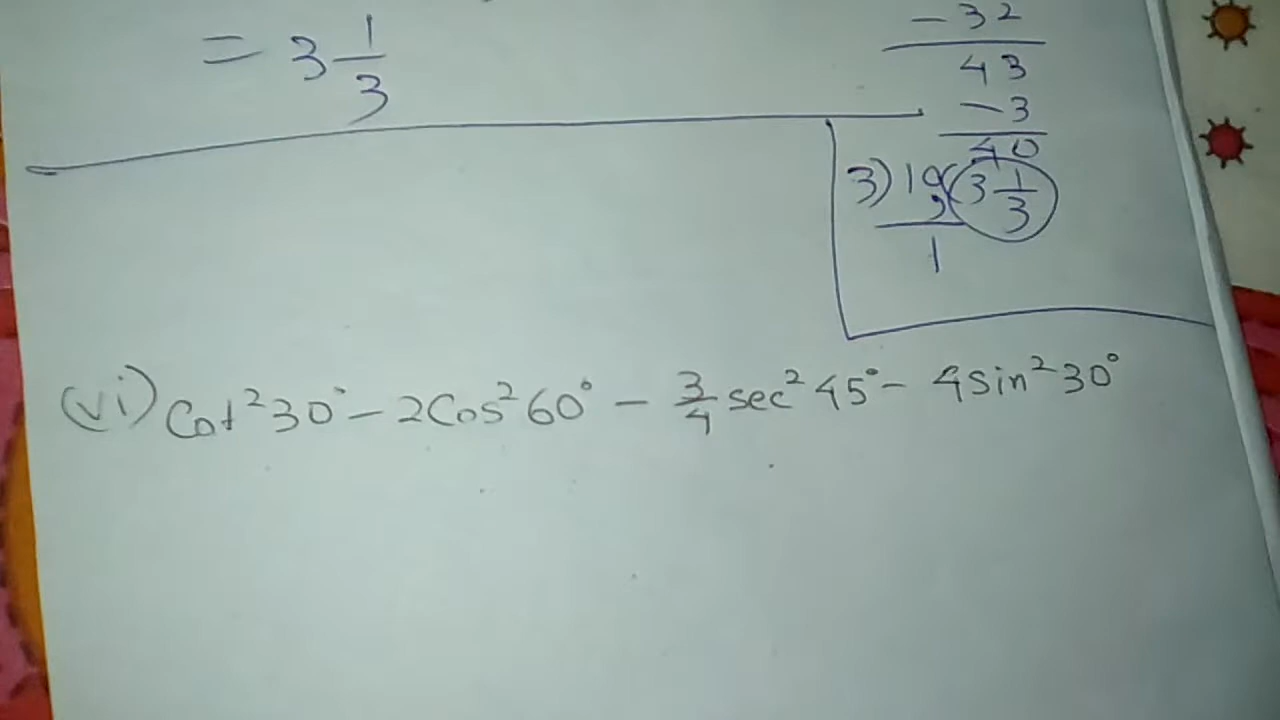 = 3 1/3
- 32
43
- 3
40
3) 10 ( 3 1/3
9
1
(vi) Cot²30° - 2Cos²60° - 3/4 sec²45° - 4sin²30°